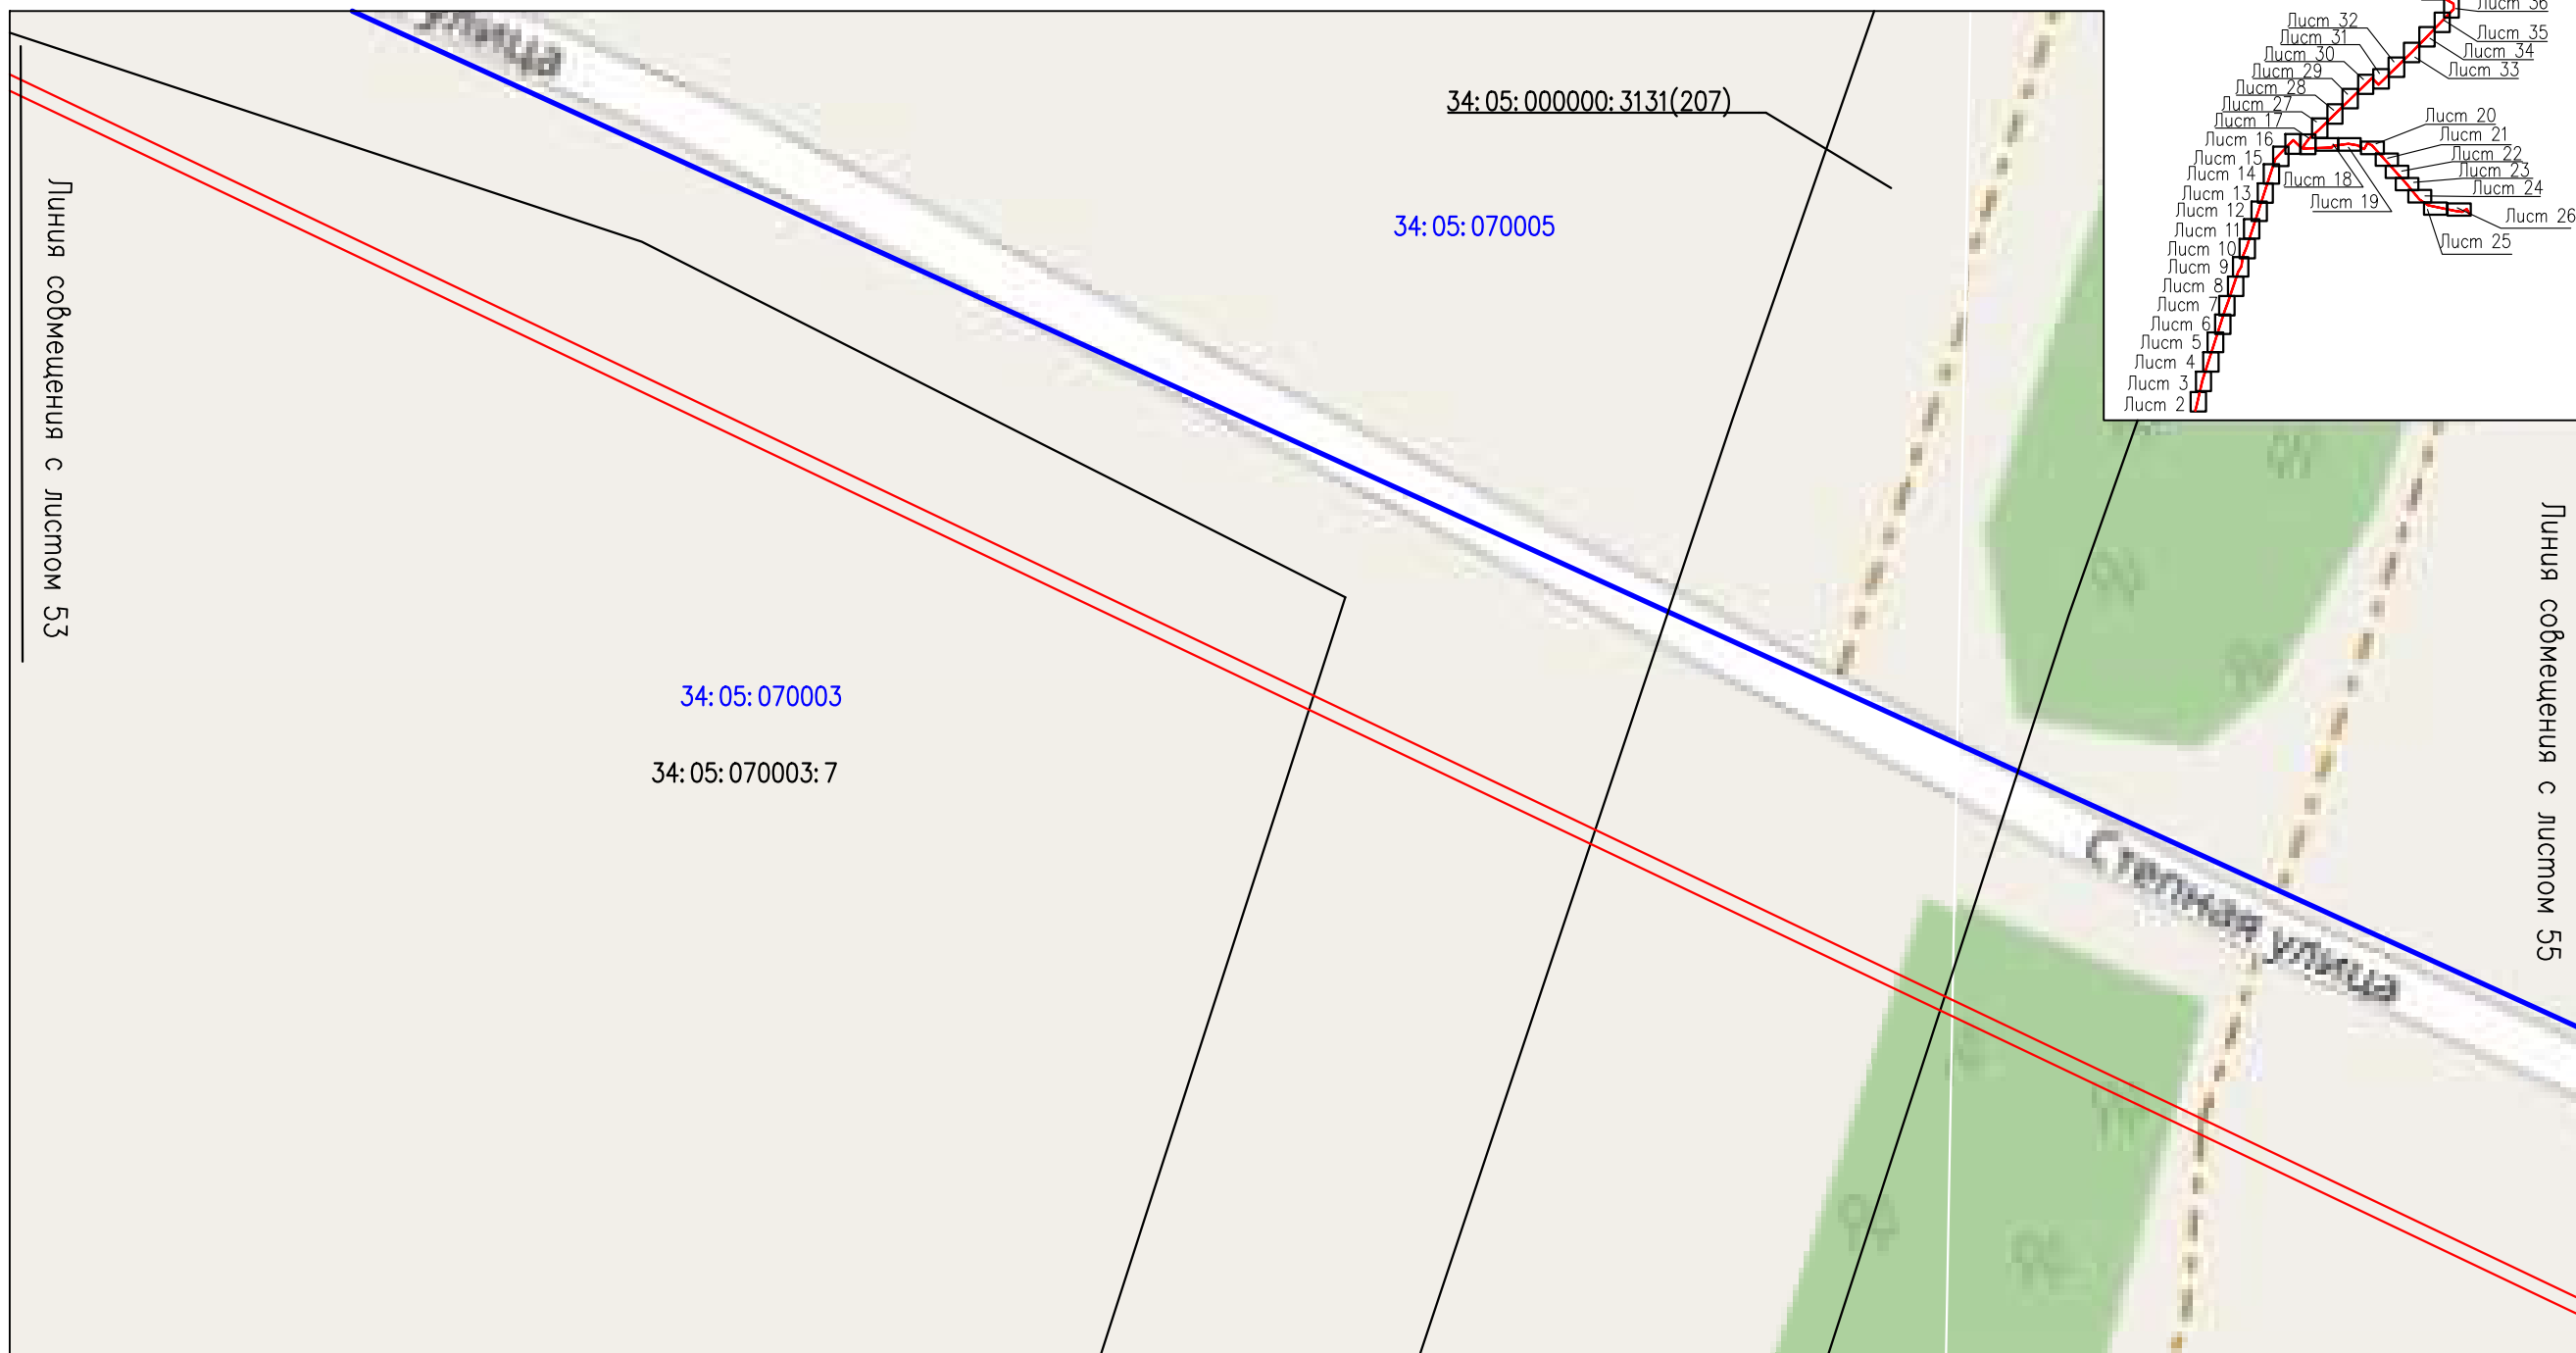 улица
34:05:000000:3131(207)
34:05:070005
Линия совмещения с листом 53
34:05:070003
34:05:070003:7
Степная улица
Линия совмещения с листом 55
Лист 36
Лист 35
Лист 34
Лист 33
Лист 32
Лист 31
Лист 30
Лист 29
Лист 28
Лист 27
Лист 17
Лист 16
Лист 15
Лист 14
Лист 13
Лист 12
Лист 11
Лист 10
Лист 9
Лист 8
Лист 7
Лист 6
Лист 5
Лист 4
Лист 3
Лист 2
Лист 18
Лист 19
Лист 20
Лист 21
Лист 22
Лист 23
Лист 24
Лист 26
Лист 25